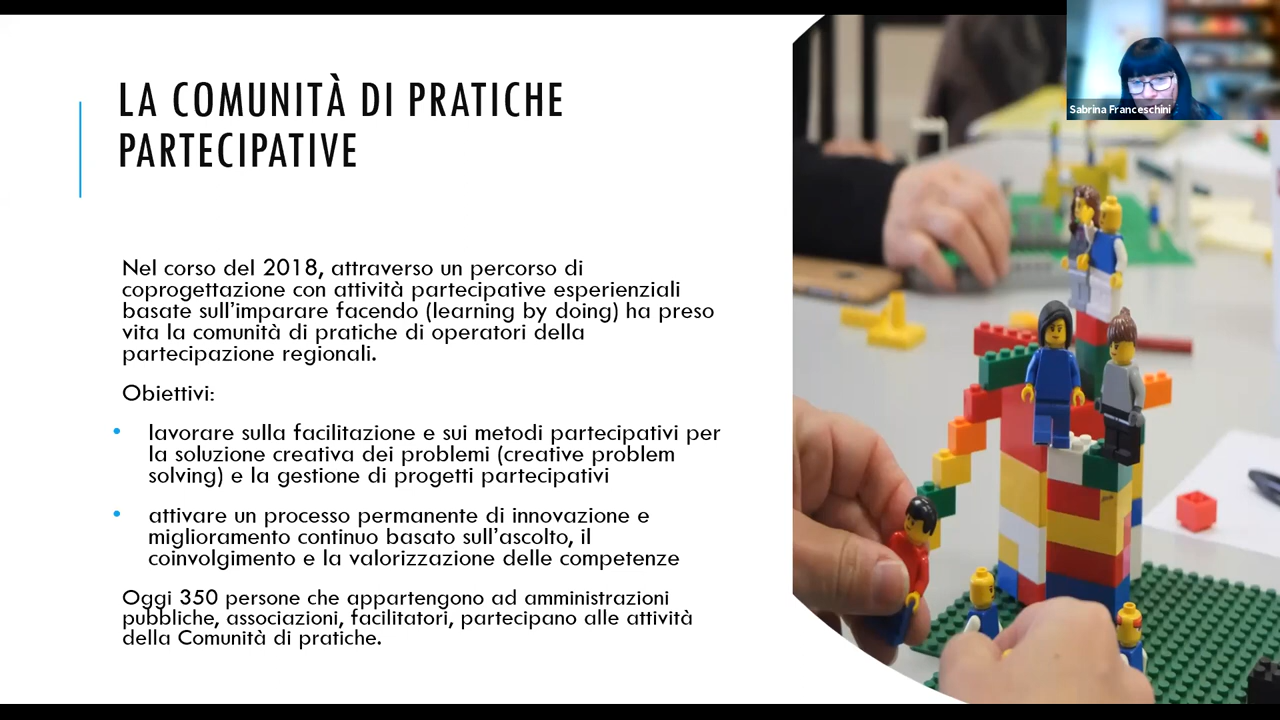 LA COMUNITÀ DI PRATICHE
PARTECIPATIVE
Nel corso del 2018, attraverso un percorso di
coprogettazione con attività partecipative esperienziali
basate sull'imparare facendo (learning by doing) ha preso
vita la comunità di pratiche di operatori della
partecipazione regionali.
Obiettivi:
• lavorare sulla facilitazione e sui metodi partecipativi per
la soluzione creativa dei problemi (creative problem
solving) e la gestione di progetti partecipativi
• attivare un processo permanente di innovazione e
miglioramento continuo basato sull'ascolto, il
coinvolgimento e la valorizzazione delle competenze
Oggi 350 persone che appartengono ad amministrazioni
pubbliche, associazioni, facilitatori, partecipano alle attività
della Comunità di pratiche.
Sabrina Franceschini